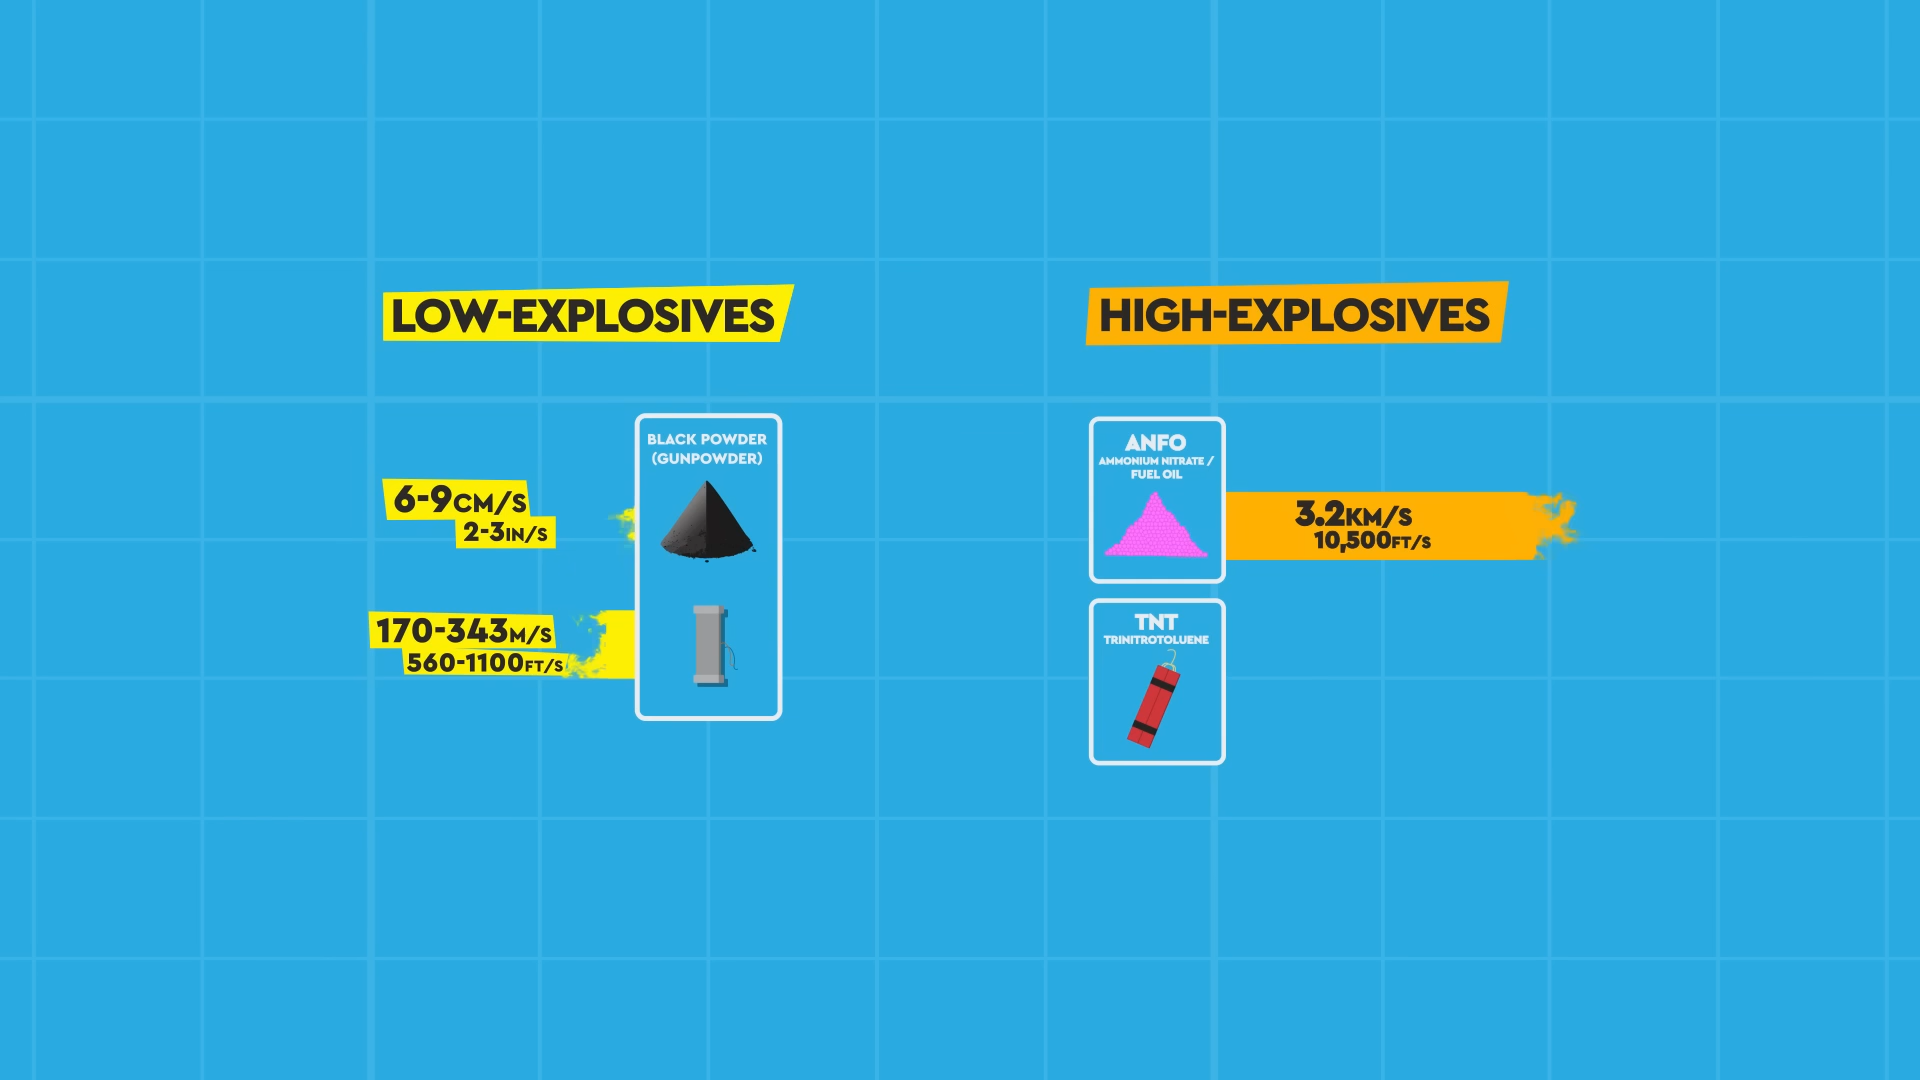 LOW-EXPLOSIVES
BLACK POWDER
(GUNPOWDER)
6-9CM/S
2-3IN/S
170-343M/S
560-1100FT/S
HIGH-EXPLOSIVES
ANFO
AMMONIUM NITRATE /
FUEL OIL
3.2KM/S
10,500FT/S
TNT
TRINITROTOLUENE